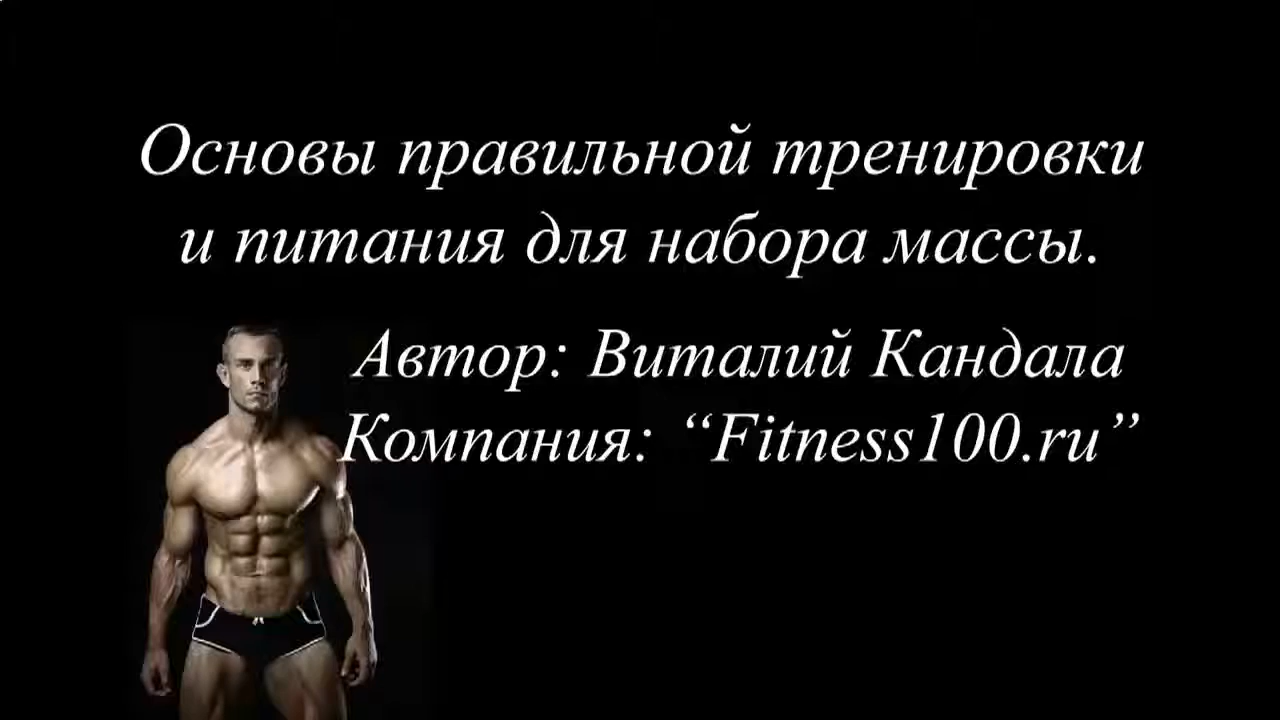 Основы правильной тренировки
и питания для набора массы.
Автор: Виталий Кандала
Компания: “Fitness100.ru”